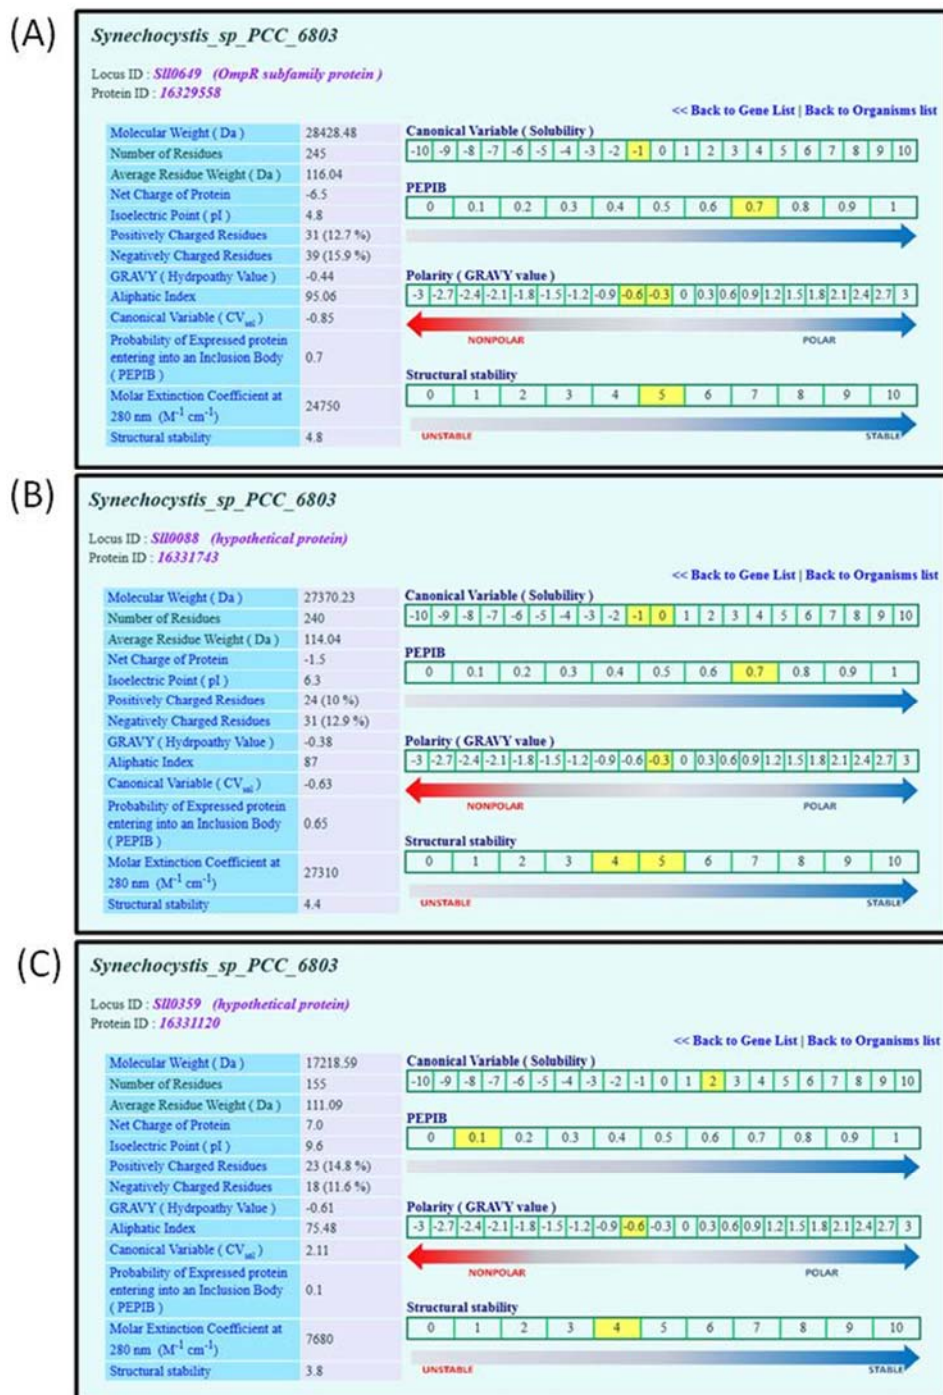 (A)
Synechocystis_sp_PCC_6803
Locus ID : Sll0649 (OmpR subfamily protein )
Protein ID : 16329558
<< Back to Gene List | Back to Organisms list
Molecular Weight ( Da ) 28428.48
Number of Residues 245
Average Residue Weight ( Da ) 116.04
Net Charge of Protein -6.5
Isoelectric Point ( pI ) 4.8
Positively Charged Residues 31 (12.7 %)
Negatively Charged Residues 39 (15.9 %)
GRAVY ( Hydrpoathy Value ) -0.44
Aliphatic Index 95.06
Canonical Variable ( CVsol ) -0.85
Probability of Expressed protein
entering into an Inclusion Body 0.7
( PEPIB )
Molar Extinction Coefficient at
280 nm (M-1 cm-1) 24750
Structural stability 4.8
Canonical Variable ( Solubility )
-10 -9 -8 -7 -6 -5 -4 -3 -2 -1 0 1 2 3 4 5 6 7 8 9 10
PEPIB
0 0.1 0.2 0.3 0.4 0.5 0.6 0.7 0.8 0.9 1
Polarity ( GRAVY value )
-3 -2.7 -2.4 -2.1 -1.8 -1.5 -1.2 -0.9 -0.6 -0.3 0 0.3 0.6 0.9 1.2 1.5 1.8 2.1 2.4 2.7 3
NONPOLAR POLAR
Structural stability
0 1 2 3 4 5 6 7 8 9 10
UNSTABLE STABLE
(B)
Synechocystis_sp_PCC_6803
Locus ID : Sll0088 (hypothetical protein)
Protein ID : 16331743
<< Back to Gene List | Back to Organisms list
Molecular Weight ( Da ) 27370.23
Number of Residues 240
Average Residue Weight ( Da ) 114.04
Net Charge of Protein -1.5
Isoelectric Point ( pI ) 6.3
Positively Charged Residues 24 (10 %)
Negatively Charged Residues 31 (12.9 %)
GRAVY ( Hydrpoathy Value ) -0.38
Aliphatic Index 87
Canonical Variable ( CVsol ) -0.63
Probability of Expressed protein
entering into an Inclusion Body 0.65
( PEPIB )
Molar Extinction Coefficient at
280 nm (M-1 cm-1) 27310
Structural stability 4.4
Canonical Variable ( Solubility )
-10 -9 -8 -7 -6 -5 -4 -3 -2 -1 0 1 2 3 4 5 6 7 8 9 10
PEPIB
0 0.1 0.2 0.3 0.4 0.5 0.6 0.7 0.8 0.9 1
Polarity ( GRAVY value )
-3 -2.7 -2.4 -2.1 -1.8 -1.5 -1.2 -0.9 -0.6 -0.3 0 0.3 0.6 0.9 1.2 1.5 1.8 2.1 2.4 2.7 3
NONPOLAR POLAR
Structural stability
0 1 2 3 4 5 6 7 8 9 10
UNSTABLE STABLE
(C)
Synechocystis_sp_PCC_6803
Locus ID : Sll0359 (hypothetical protein)
Protein ID : 16331120
<< Back to Gene List | Back to Organisms list
Molecular Weight ( Da ) 17218.59
Number of Residues 155
Average Residue Weight ( Da ) 111.09
Net Charge of Protein 7.0
Isoelectric Point ( pI ) 9.6
Positively Charged Residues 23 (14.8 %)
Negatively Charged Residues 18 (11.6 %)
GRAVY ( Hydrpoathy Value ) -0.61
Aliphatic Index 75.48
Canonical Variable ( CVsol ) 2.11
Probability of Expressed protein
entering into an Inclusion Body 0.1
( PEPIB )
Molar Extinction Coefficient at
280 nm (M-1 cm-1) 7680
Structural stability 3.8
Canonical Variable ( Solubility )
-10 -9 -8 -7 -6 -5 -4 -3 -2 -1 0 1 2 3 4 5 6 7 8 9 10
PEPIB
0 0.1 0.2 0.3 0.4 0.5 0.6 0.7 0.8 0.9 1
Polarity ( GRAVY value )
-3 -2.7 -2.4 -2.1 -1.8 -1.5 -1.2 -0.9 -0.6 -0.3 0 0.3 0.6 0.9 1.2 1.5 1.8 2.1 2.4 2.7 3
NONPOLAR POLAR
Structural stability
0 1 2 3 4 5 6 7 8 9 10
UNSTABLE STABLE